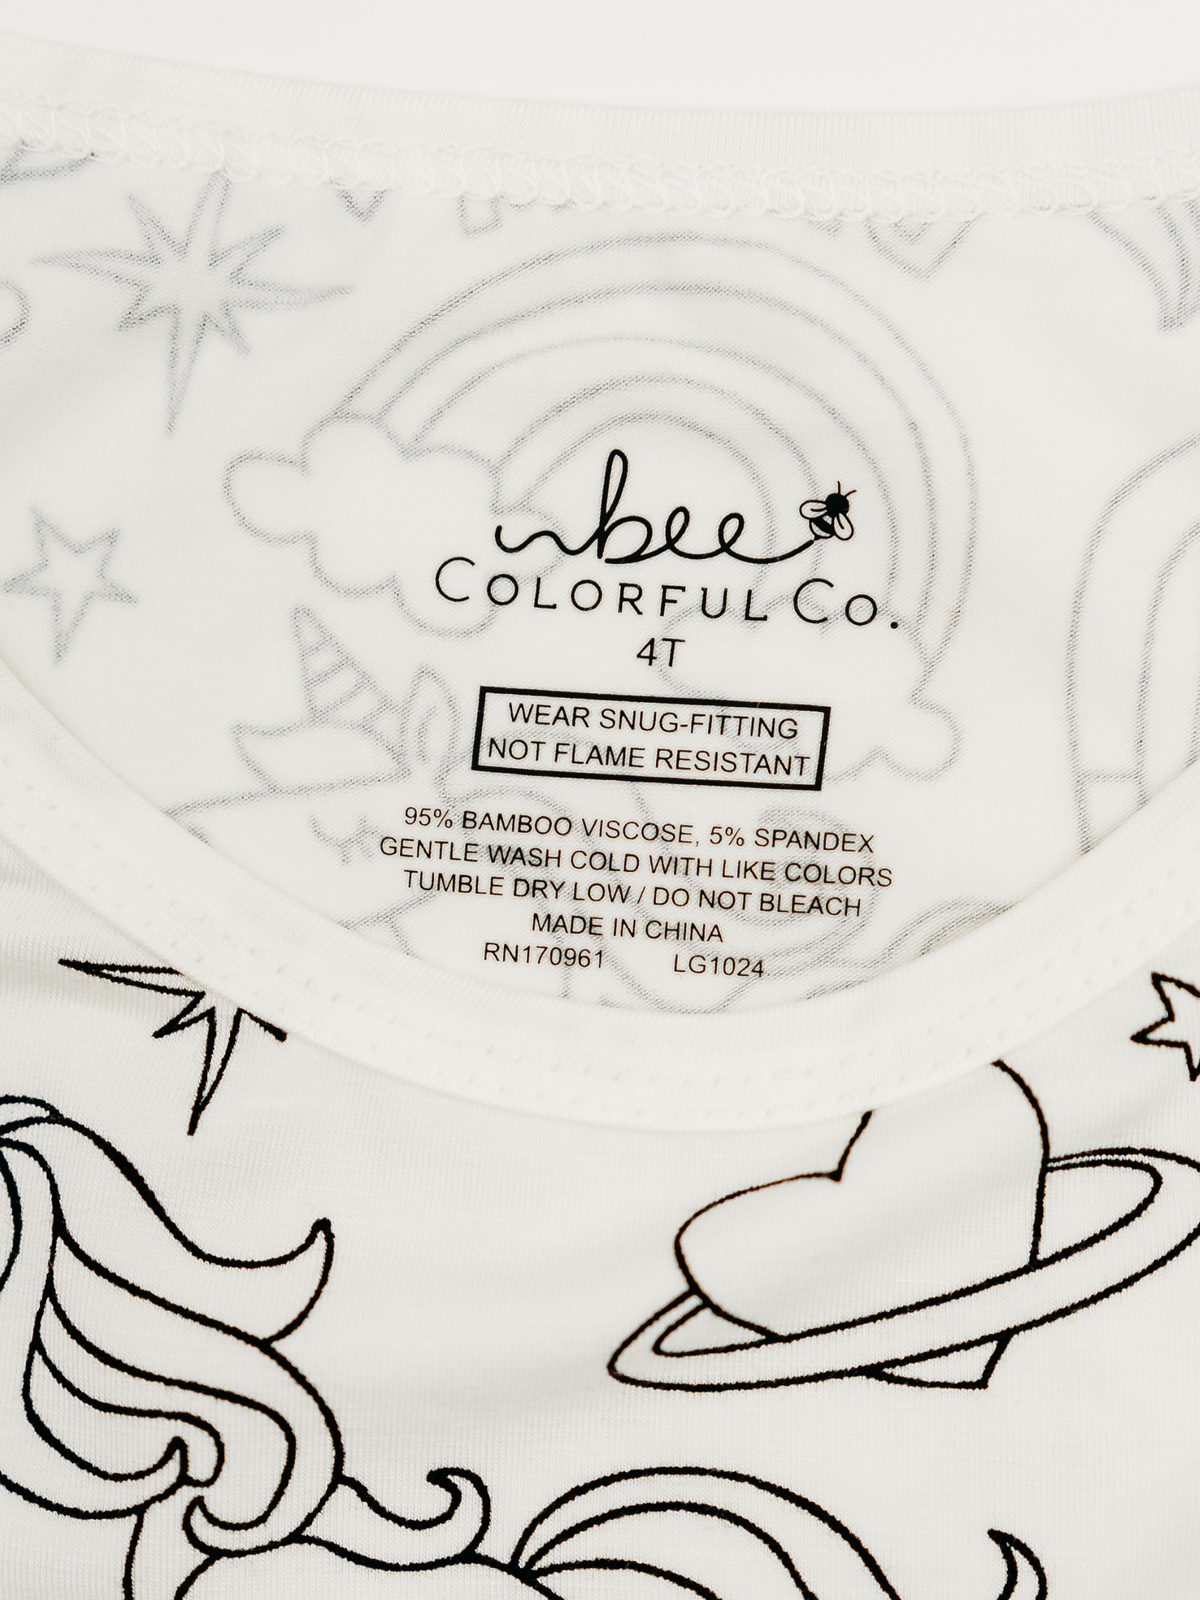 bee
COLORFUL CO.
4T
WEAR SNUG-FITTING
NOT FLAME RESISTANT
95% BAMBOO VISCOSE, 5% SPANDEX
GENTLE WASH COLD WITH LIKE COLORS
TUMBLE DRY LOW / DO NOT BLEACH
MADE IN CHINA
RN170961 LG1024